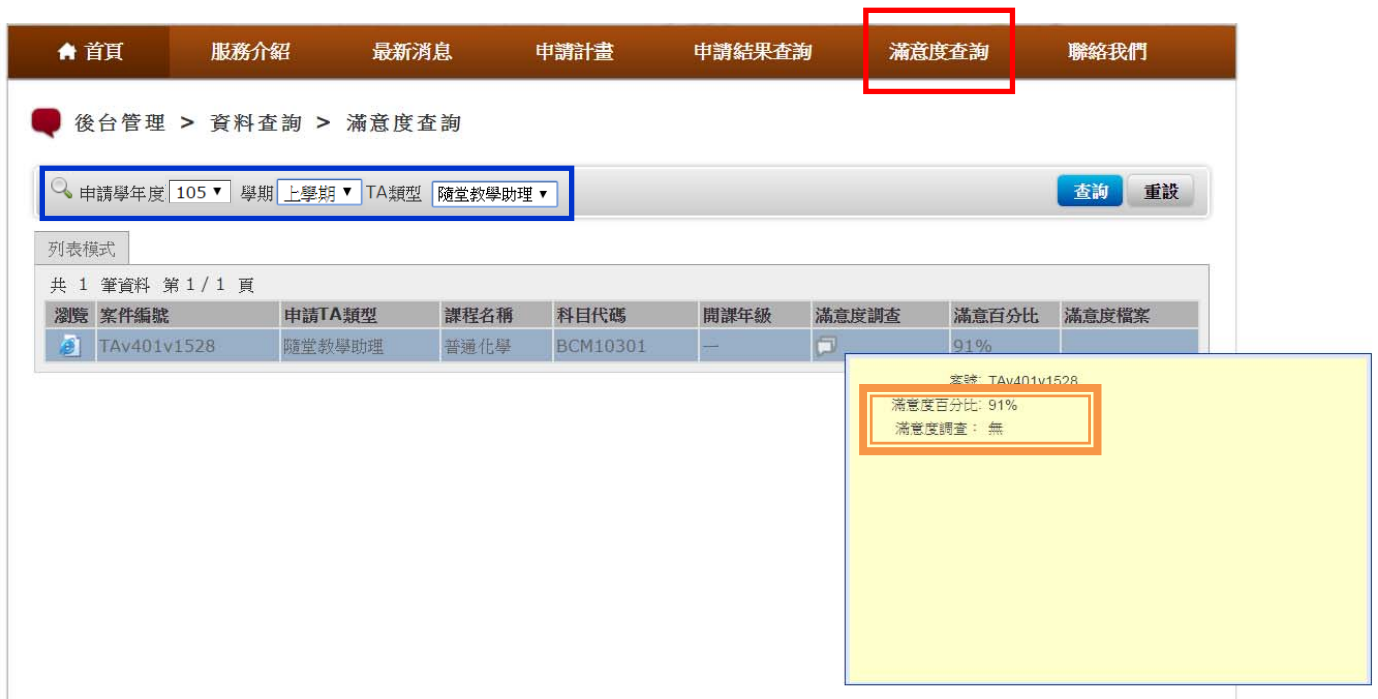 首頁 服務介紹 最新消息 申請計畫 申請結果查詢 滿意度查詢 聯絡我們
後台管理 > 資料查詢 > 滿意度查詢
申請學年度 105 學期 上學期 TA類型 隨堂教學助理 查詢 重設
列表模式
共 1 筆資料 第 1 / 1 頁
瀏覽 案件編號 申請TA類型 課程名稱 科目代碼 開課年級 滿意度調查 滿意百分比 滿意度檔案
TAv401v1528 隨堂教學助理 普通化學 BCM10301 一 91%
案號: TAv401v1528
滿意度百分比: 91%
滿意度調查： 無